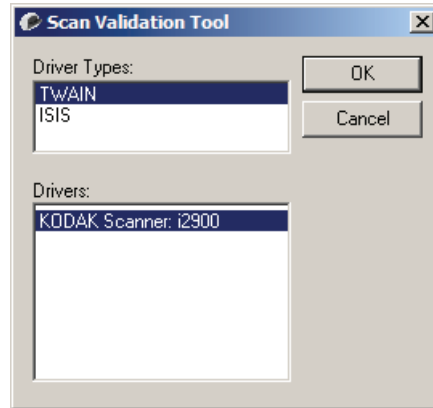 Scan Validation Tool
Driver Types:
TWAIN
ISIS
OK
Cancel
Drivers:
KODAK Scanner: i2900